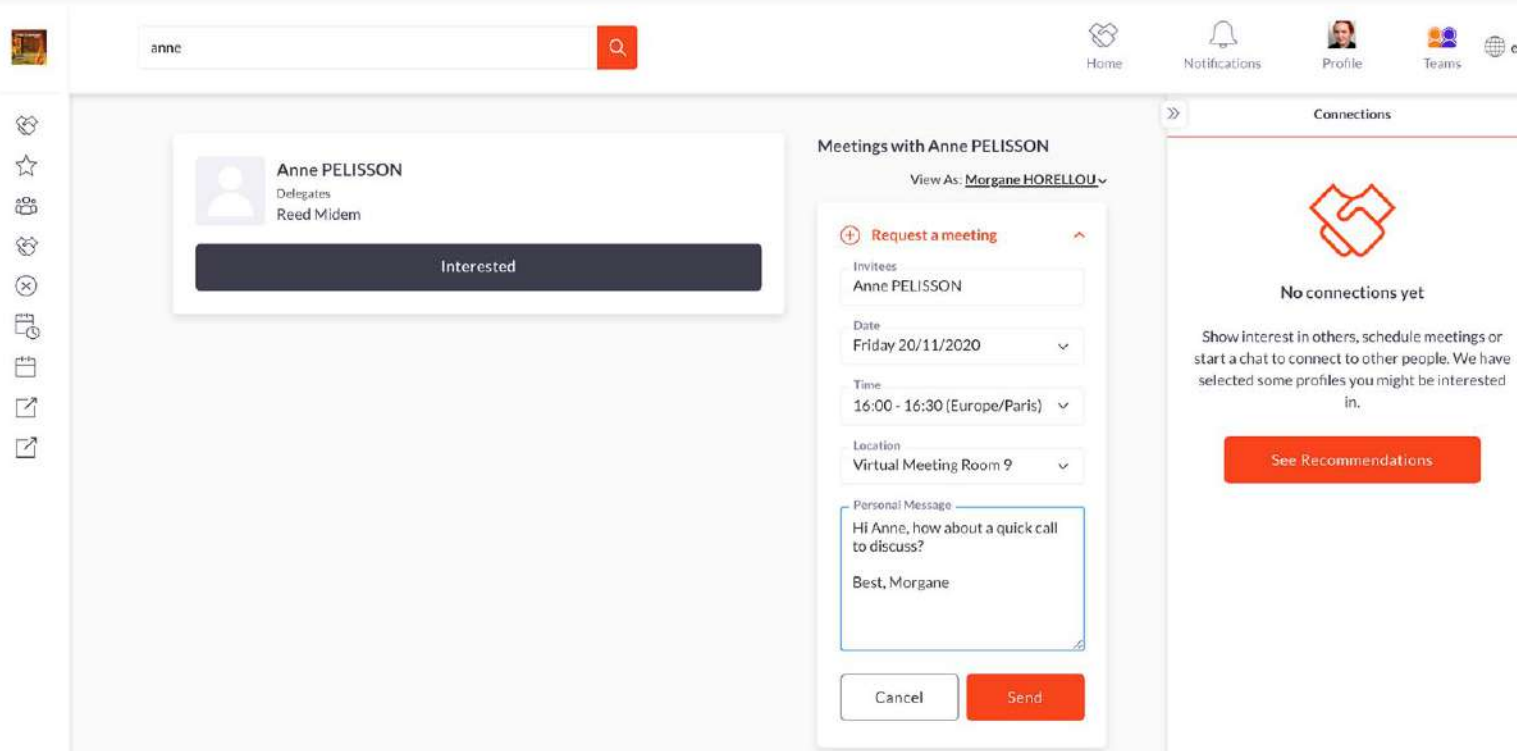 anne
Home
Notifications
Profile
Teams
Connections
Anne PELISSON
Delegates
Reed Midem
Interested
Meetings with Anne PELISSON
View As: Morgane HORELLOU
Request a meeting
Invitees
Anne PELISSON
Date
Friday 20/11/2020
Time
16:00 - 16:30 (Europe/Paris)
Location
Virtual Meeting Room 9
Personal Message
Hi Anne, how about a quick call
to discuss?
Best, Morgane
Cancel
Send
No connections yet
Show interest in others, schedule meetings or
start a chat to connect to other people. We have
selected some profiles you might be interested
in.
See Recommendations